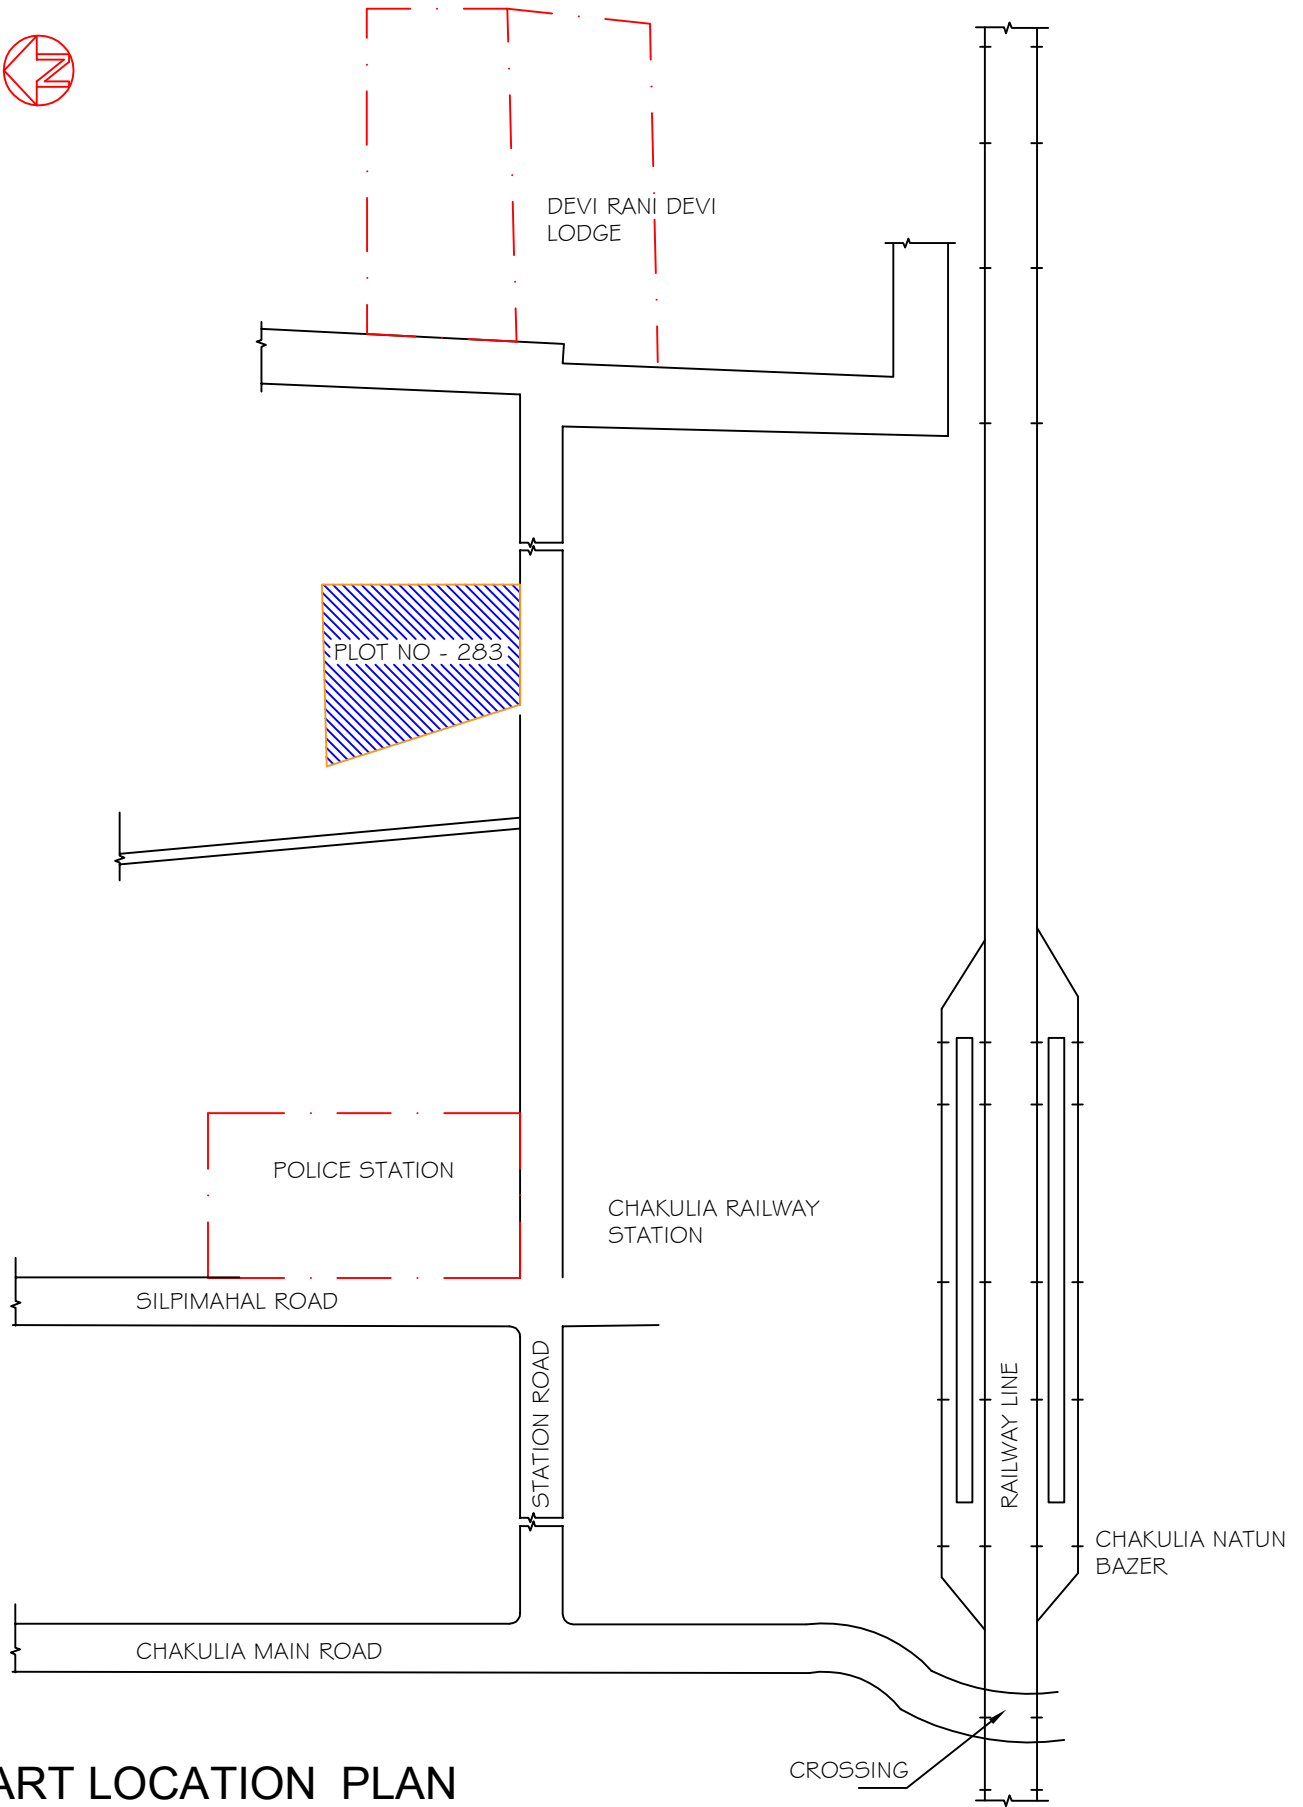 N
DEVI RANI DEVI
LODGE
PLOT NO - 283
POLICE STATION
CHAKULIA RAILWAY
STATION
SILPIMAHAL ROAD
STATION ROAD
RAILWAY LINE
CHAKULIA NATUN
BAZER
CHAKULIA MAIN ROAD
CROSSING
ART LOCATION PLAN